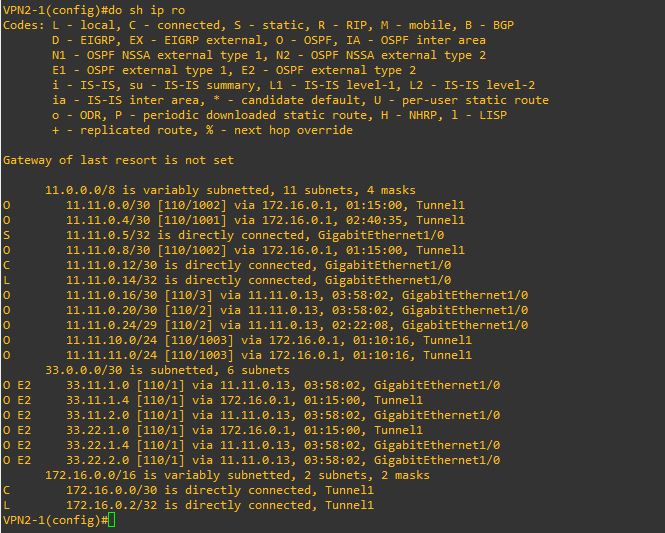 VPN2-1(config)#do sh ip ro
Codes: L - local, C - connected, S - static, R - RIP, M - mobile, B - BGP
       D - EIGRP, EX - EIGRP external, O - OSPF, IA - OSPF inter area
       N1 - OSPF NSSA external type 1, N2 - OSPF NSSA external type 2
       E1 - OSPF external type 1, E2 - OSPF external type 2
       i - IS-IS, su - IS-IS summary, L1 - IS-IS level-1, L2 - IS-IS level-2
       ia - IS-IS inter area, * - candidate default, U - per-user static route
       o - ODR, P - periodic downloaded static route, H - NHRP, l - LISP
       + - replicated route, % - next hop override
Gateway of last resort is not set
      11.0.0.0/8 is variably subnetted, 11 subnets, 4 masks
O        11.11.0.0/30 [110/1002] via 172.16.0.1, 01:15:00, Tunnel1
O        11.11.0.4/30 [110/1001] via 172.16.0.1, 02:40:35, Tunnel1
S        11.11.0.5/32 is directly connected, GigabitEthernet1/0
O        11.11.0.8/30 [110/1002] via 172.16.0.1, 01:15:00, Tunnel1
C        11.11.0.12/30 is directly connected, GigabitEthernet1/0
L        11.11.0.14/32 is directly connected, GigabitEthernet1/0
O        11.11.0.16/30 [110/3] via 11.11.0.13, 03:58:02, GigabitEthernet1/0
O        11.11.0.20/30 [110/2] via 11.11.0.13, 03:58:02, GigabitEthernet1/0
O        11.11.0.24/29 [110/2] via 11.11.0.13, 02:22:08, GigabitEthernet1/0
O        11.11.10.0/24 [110/1003] via 172.16.0.1, 01:10:16, Tunnel1
O        11.11.11.0/24 [110/1003] via 172.16.0.1, 01:10:16, Tunnel1
      33.0.0.0/30 is subnetted, 6 subnets
O E2     33.11.1.0 [110/1] via 11.11.0.13, 03:58:02, GigabitEthernet1/0
O E2     33.11.1.4 [110/1] via 172.16.0.1, 01:15:00, Tunnel1
O E2     33.11.2.0 [110/1] via 11.11.0.13, 03:58:02, GigabitEthernet1/0
O E2     33.22.1.0 [110/1] via 172.16.0.1, 01:15:00, Tunnel1
O E2     33.22.1.4 [110/1] via 11.11.0.13, 03:58:02, GigabitEthernet1/0
O E2     33.22.2.0 [110/1] via 11.11.0.13, 03:58:02, GigabitEthernet1/0
      172.16.0.0/16 is variably subnetted, 2 subnets, 2 masks
C        172.16.0.0/30 is directly connected, Tunnel1
L        172.16.0.2/32 is directly connected, Tunnel1
VPN2-1(config)#